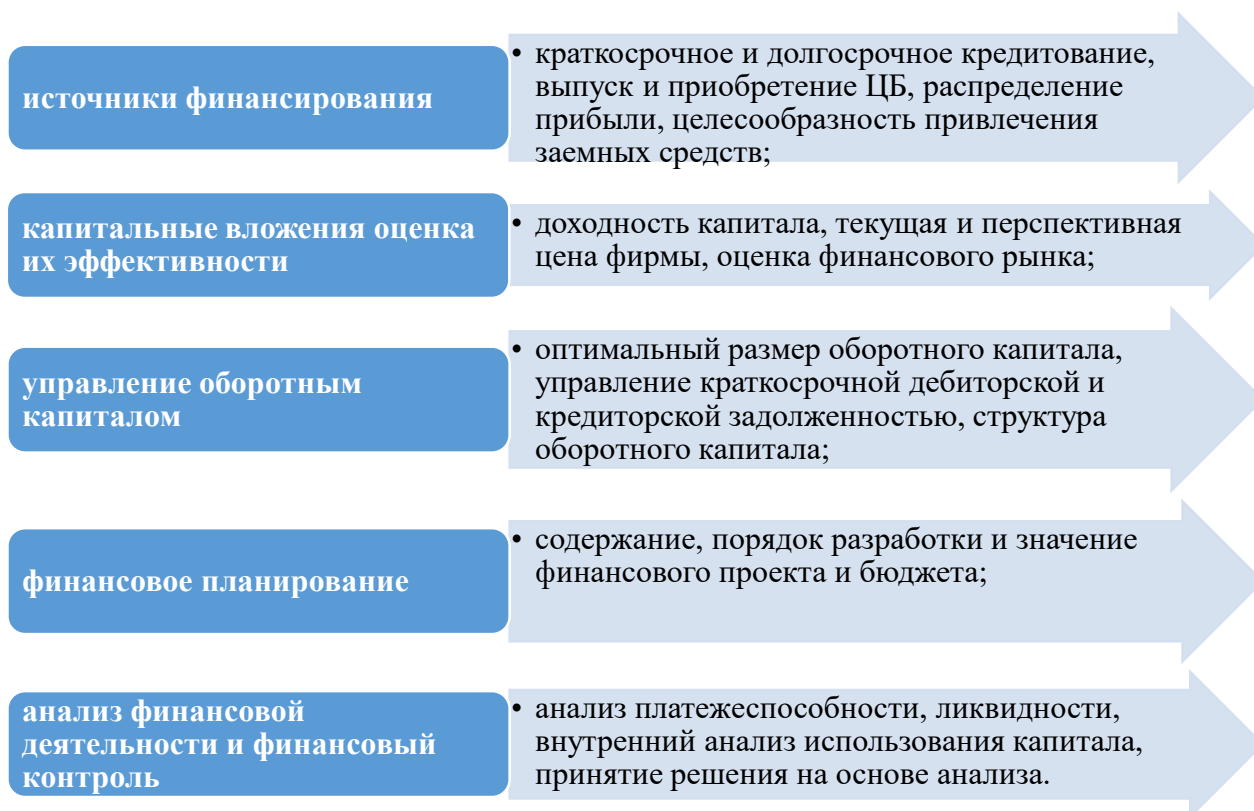 источники финансирования
• краткосрочное и долгосрочное кредитование,
выпуск и приобретение ЦБ, распределение
прибыли, целесообразность привлечения
заемных средств;
капитальные вложения оценка
их эффективности
• доходность капитала, текущая и перспективная
цена фирмы, оценка финансового рынка;
управление оборотным
капиталом
• оптимальный размер оборотного капитала,
управление краткосрочной дебиторской и
кредиторской задолженностью, структура
оборотного капитала;
финансовое планирование
• содержание, порядок разработки и значение
финансового проекта и бюджета;
анализ финансовой
деятельности и финансовый
контроль
• анализ платежеспособности, ликвидности,
внутренний анализ использования капитала,
принятие решения на основе анализа.